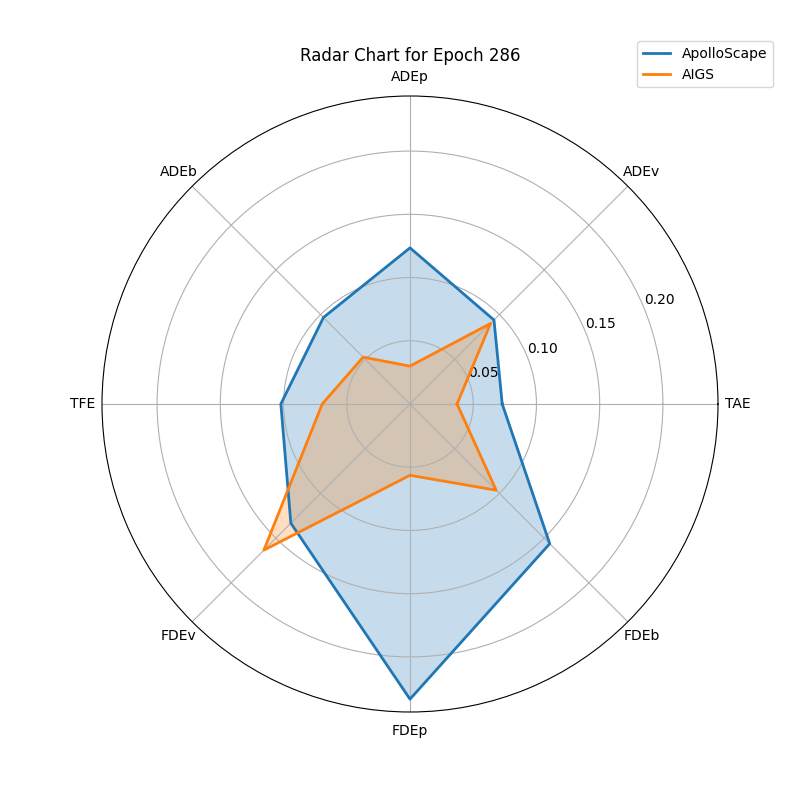 Radar Chart for Epoch 286
ApolloScape
AIGS
ADEp
ADEb
ADEv
0.20
0.15
0.10
0.05
TFE
TAE
FDEv
FDEb
FDEp